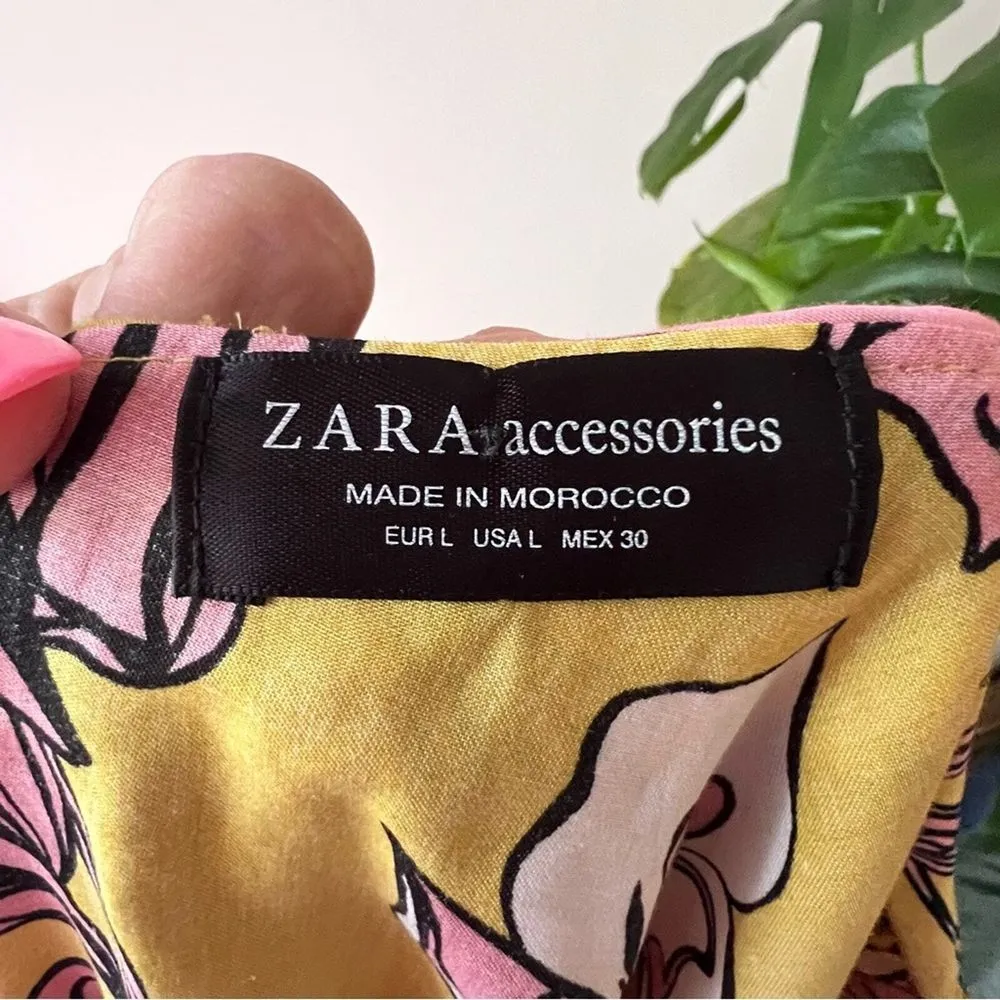 ZARA accessories
MADE IN MOROCCO
EUR L USA L MEX 30